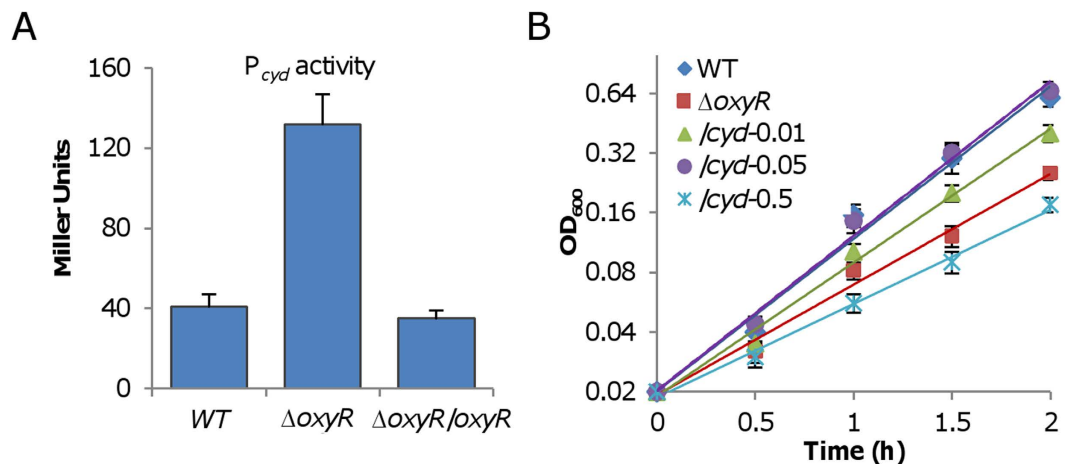 A
P_cyd activity
Miller Units
160
120
80
40
0
WT
ΔoxyR
ΔoxyR/oxyR
B
WT
ΔoxyR
/cyd-0.01
/cyd-0.05
/cyd-0.5
OD600
0.64
0.32
0.16
0.08
0.04
0.02
0
0.5
1
1.5
2
Time (h)